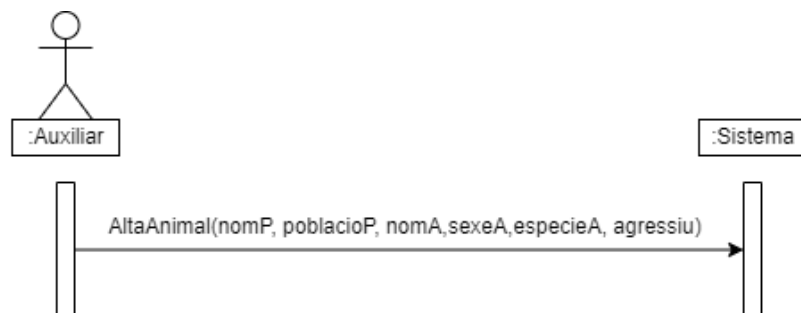 :Auxiliar
:Sistema
AltaAnimal(nomP, poblacioP, nomA,sexeA,especieA, agressiu)